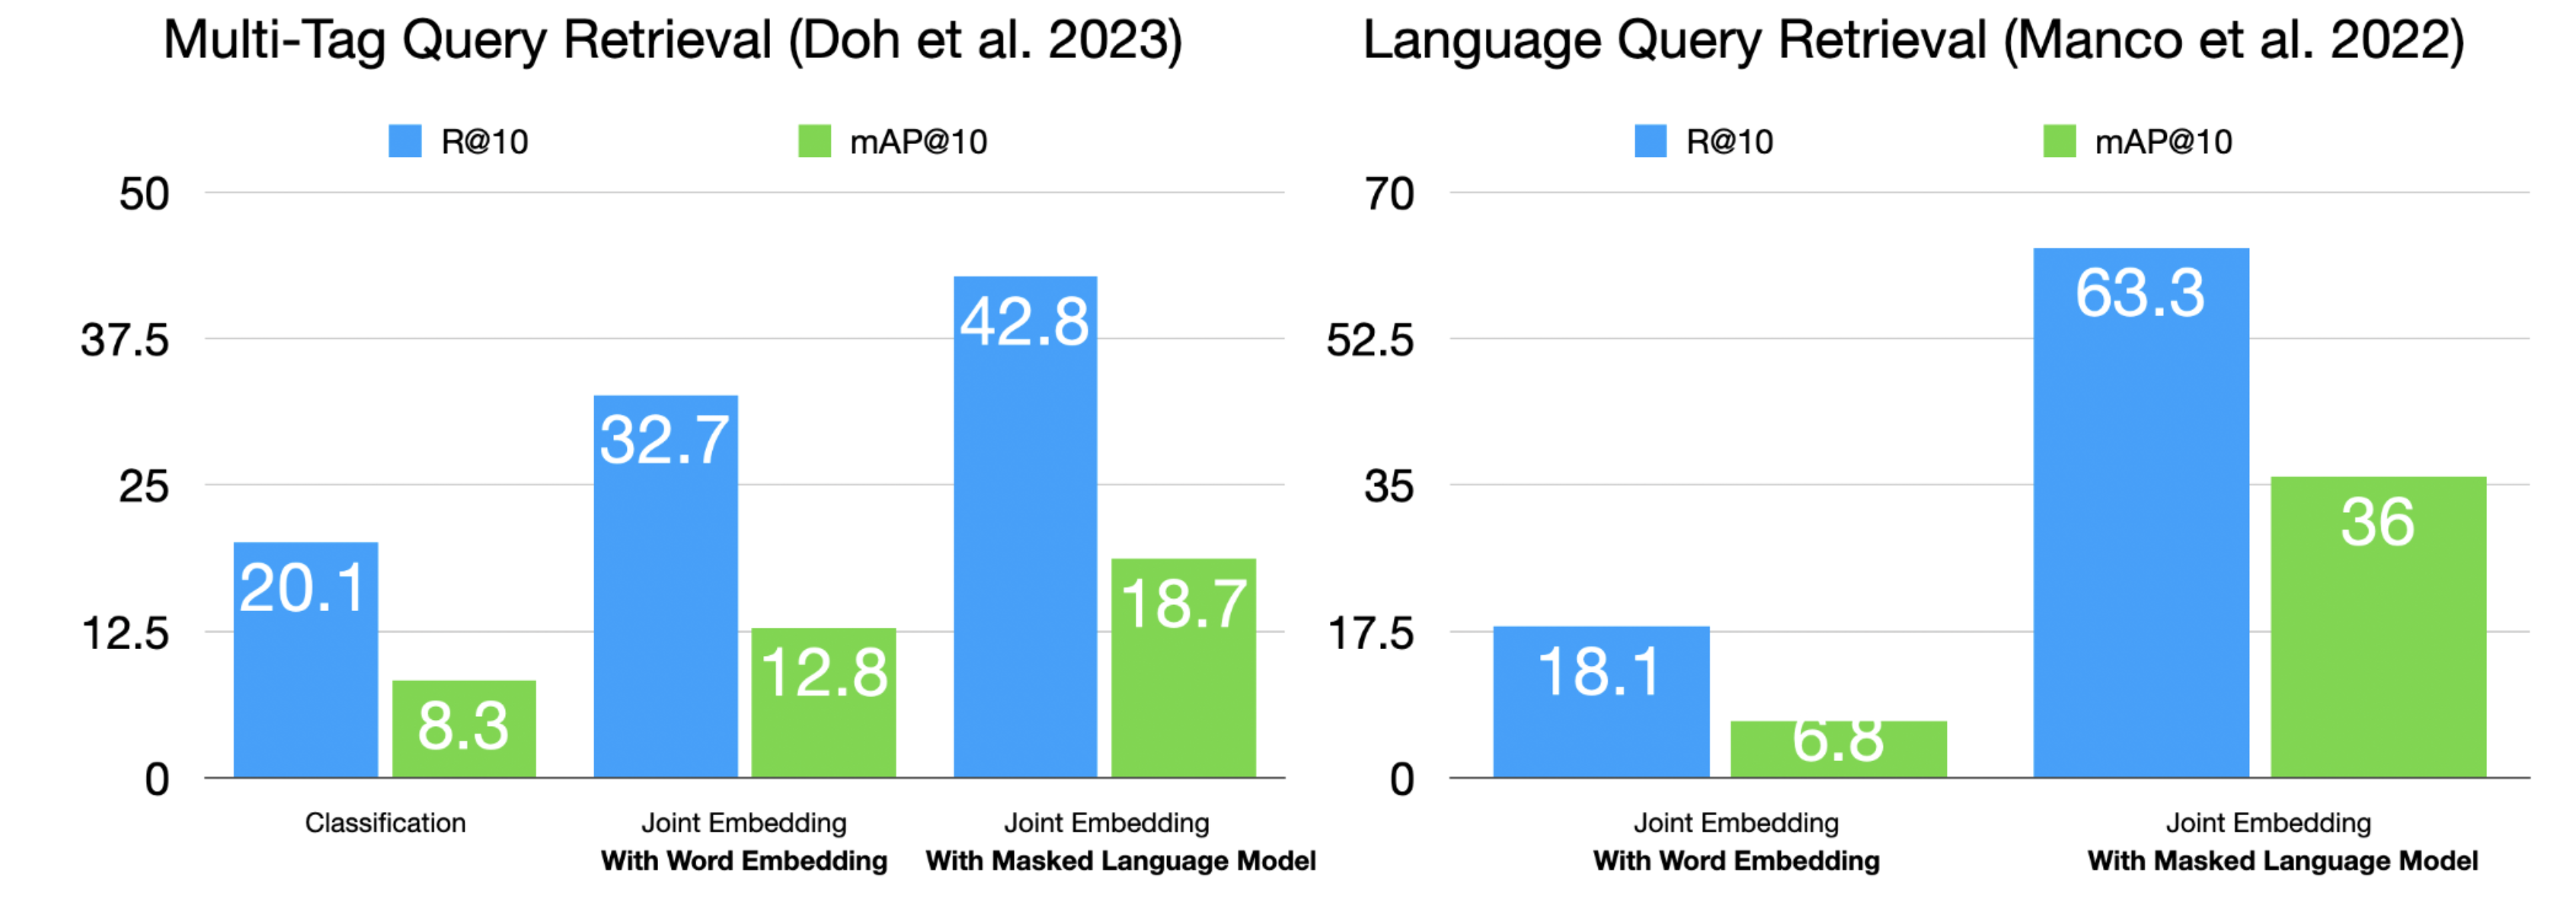 Multi-Tag Query Retrieval (Doh et al. 2023)
R@10 mAP@10
50
37.5
25
12.5
0
20.1
8.3
32.7
12.8
42.8
18.7
Classification
Joint Embedding
With Word Embedding
Joint Embedding
With Masked Language Model
Language Query Retrieval (Manco et al. 2022)
R@10 mAP@10
70
52.5
35
17.5
0
18.1
6.8
63.3
36
Joint Embedding
With Word Embedding
Joint Embedding
With Masked Language Model